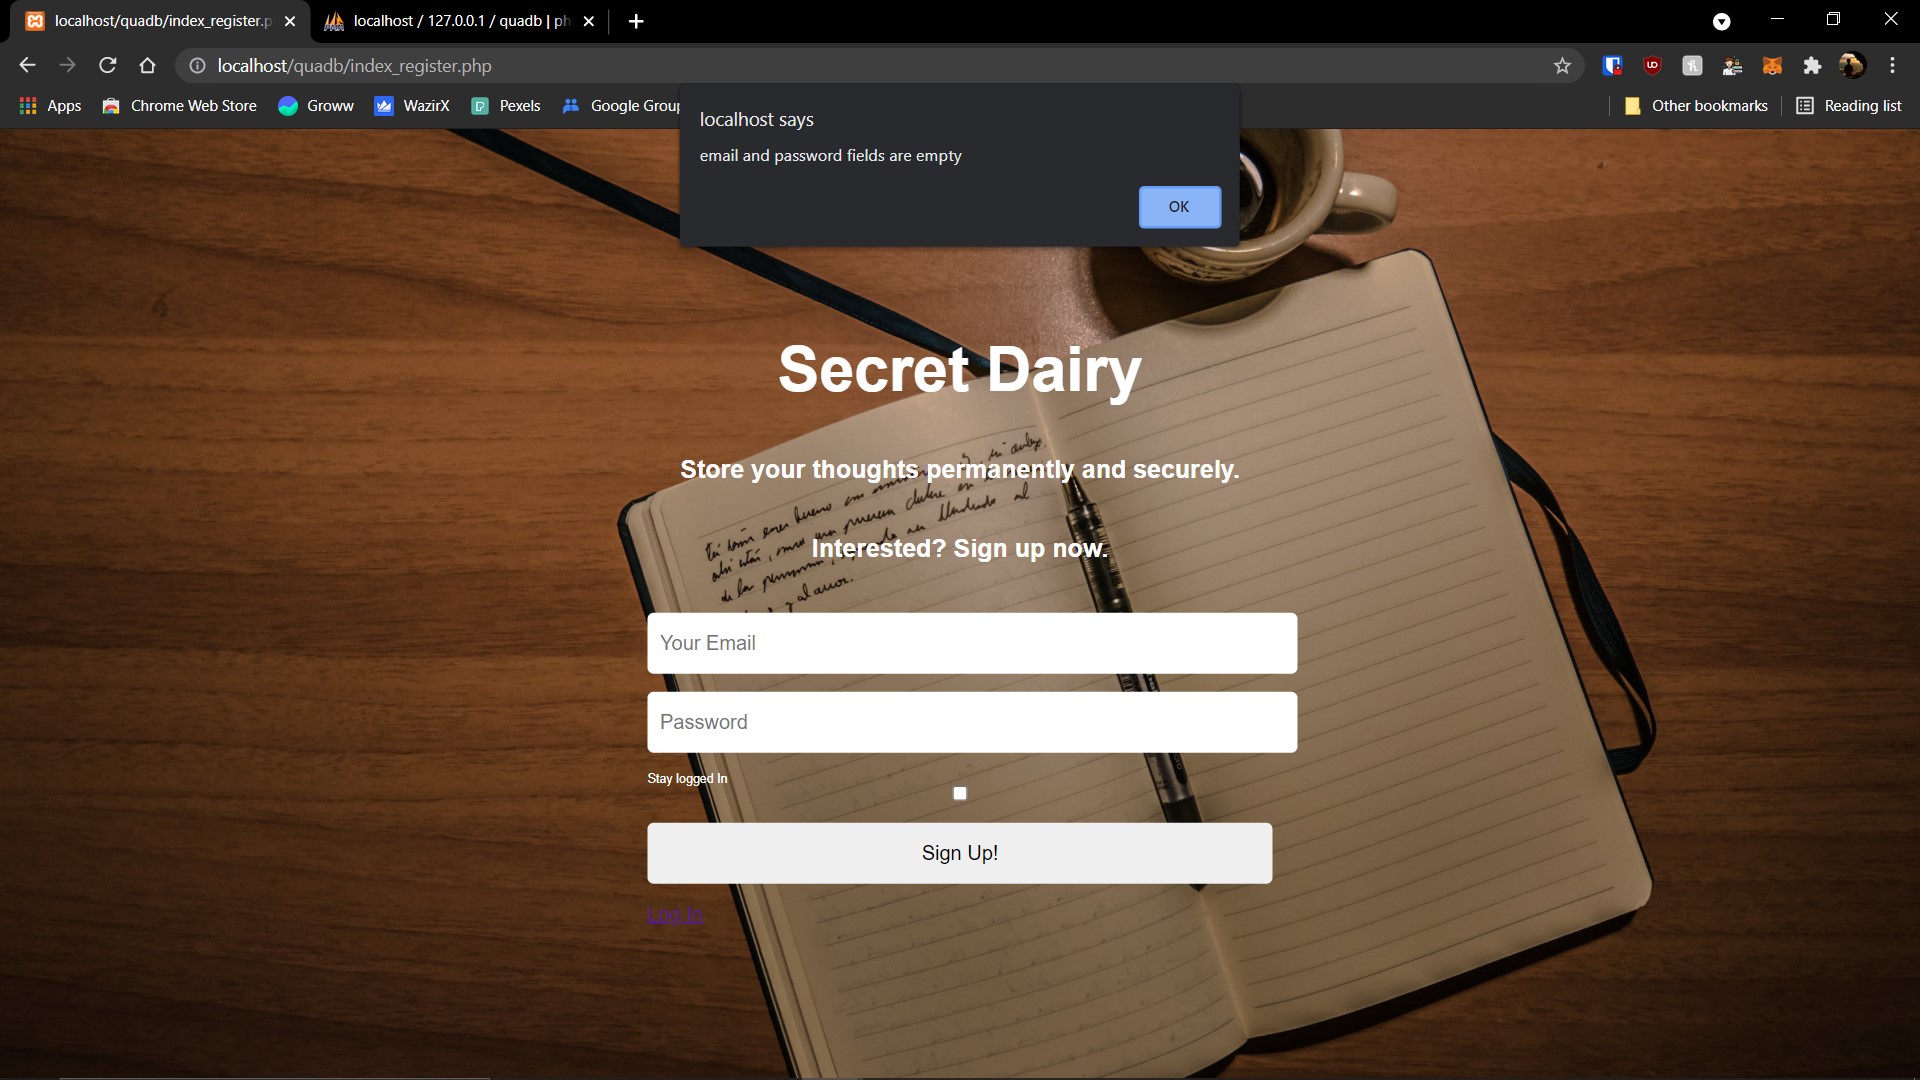 localhost/quadb/index_register.p
localhost / 127.0.0.1 / quadb | ph
localhost/quadb/index_register.php
Apps
Chrome Web Store
Groww
WazirX
Pexels
Google Group
Other bookmarks
Reading list
localhost says
email and password fields are empty
OK
Secret Dairy
Store your thoughts permanently and securely.
Interested? Sign up now.
Your Email
Password
Stay logged In
Sign Up!
Log In